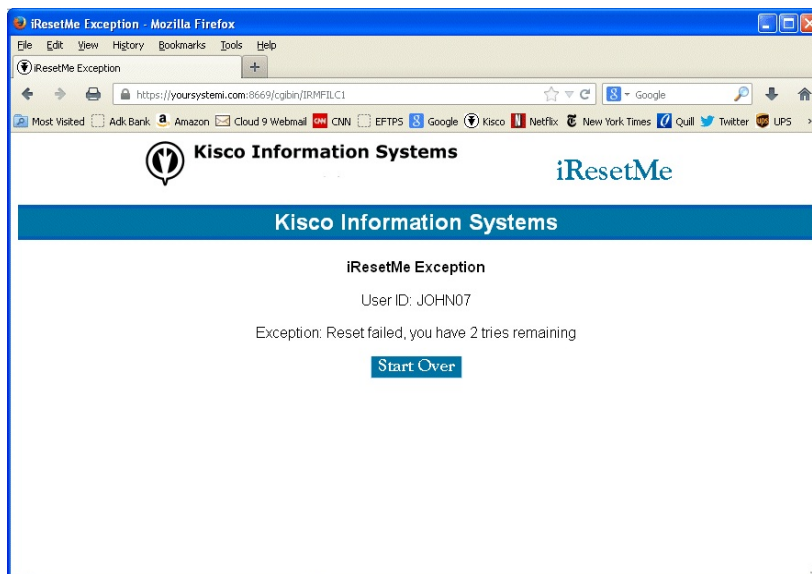 iResetMe Exception - Mozilla Firefox
File Edit View History Bookmarks Tools Help
iResetMe Exception
https://yoursystemi.com:8669/cgibin/IRMFILC1
Google
Most Visited Adk Bank Amazon Cloud 9 Webmail CNN EFTPS Google Kisco Netflix New York Times Quill Twitter UPS
Kisco Information Systems
iResetMe
Kisco Information Systems
iResetMe Exception
User ID: JOHN07
Exception: Reset failed, you have 2 tries remaining
Start Over